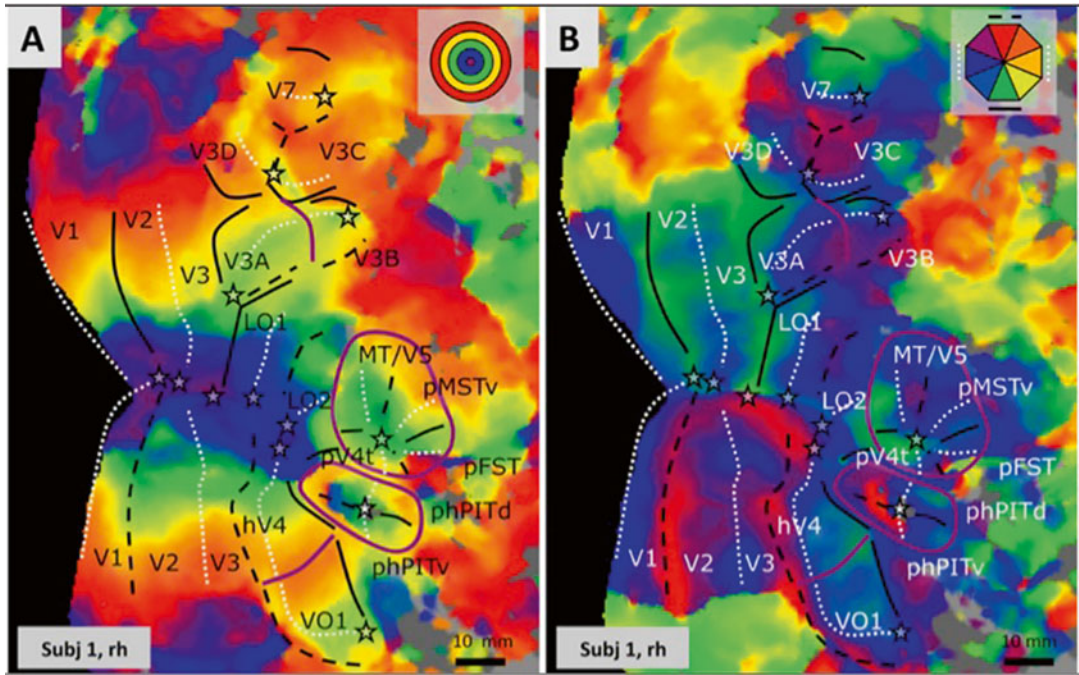 A
V7
V3D
V3C
V1
V2
V3
V3A
V3B
LO1
MT/V5
pMSTv
LO2
pV4t
pFST
phPITd
hV4
phPITv
V1
V2
V3
VO1
Subj 1, rh
10 mm
B
V7
V3D
V3C
V1
V2
V3
V3A
V3B
LO1
MT/V5
pMSTv
LO2
pV4t
pFST
phPITd
hV4
phPITv
V1
V2
V3
VO1
Subj 1, rh
10 mm